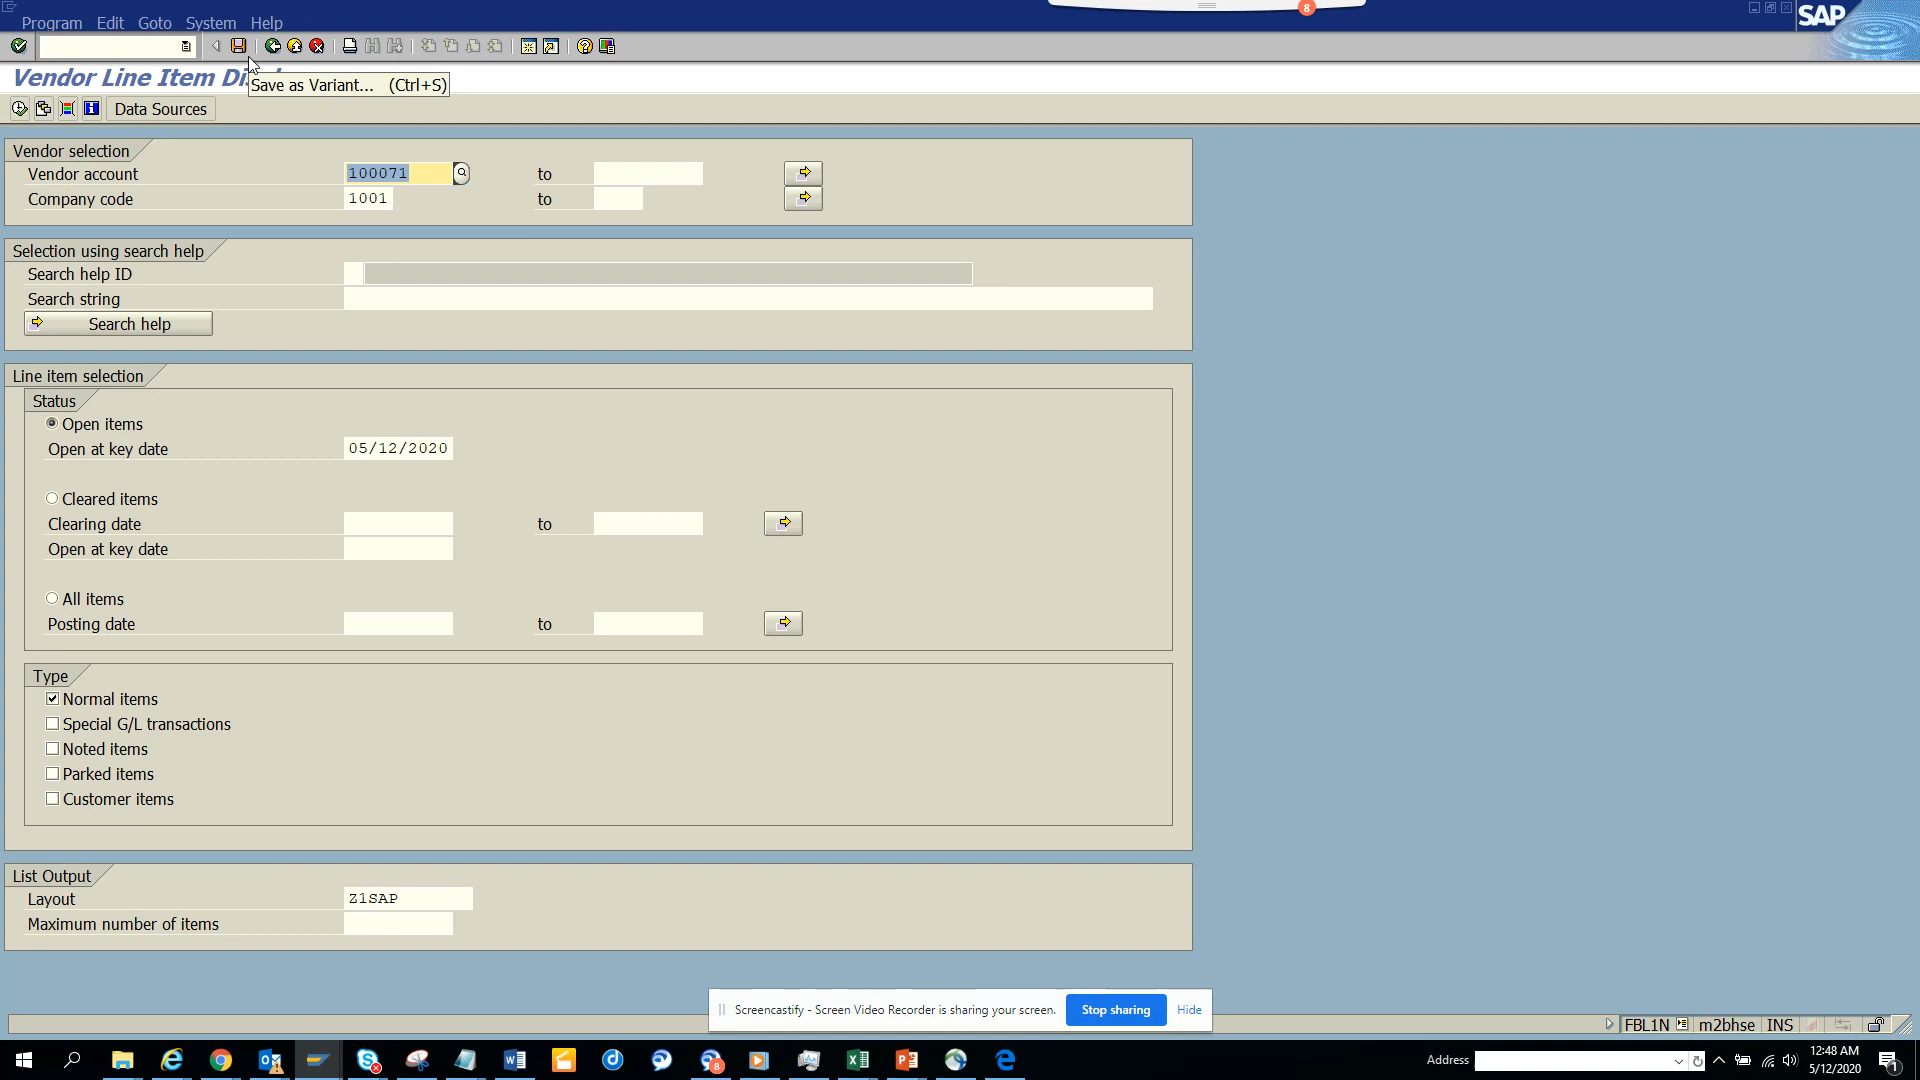 Program Edit Goto System Help
8
SAP
Vendor Line Item Di
Save as Variant... (Ctrl+S)
Data Sources
Vendor selection
Vendor account 100071 to
Company code 1001 to
Selection using search help
Search help ID
Search string
Search help
Line item selection
Status
Open items
Open at key date 05/12/2020
Cleared items
Clearing date to
Open at key date
All items
Posting date to
Type
Normal items
Special G/L transactions
Noted items
Parked items
Customer items
List Output
Layout Z1SAP
Maximum number of items
Screencastify - Screen Video Recorder is sharing your screen. Stop sharing Hide
FBL1N m2bhse INS
8
Address
12:48 AM
5/12/2020
1